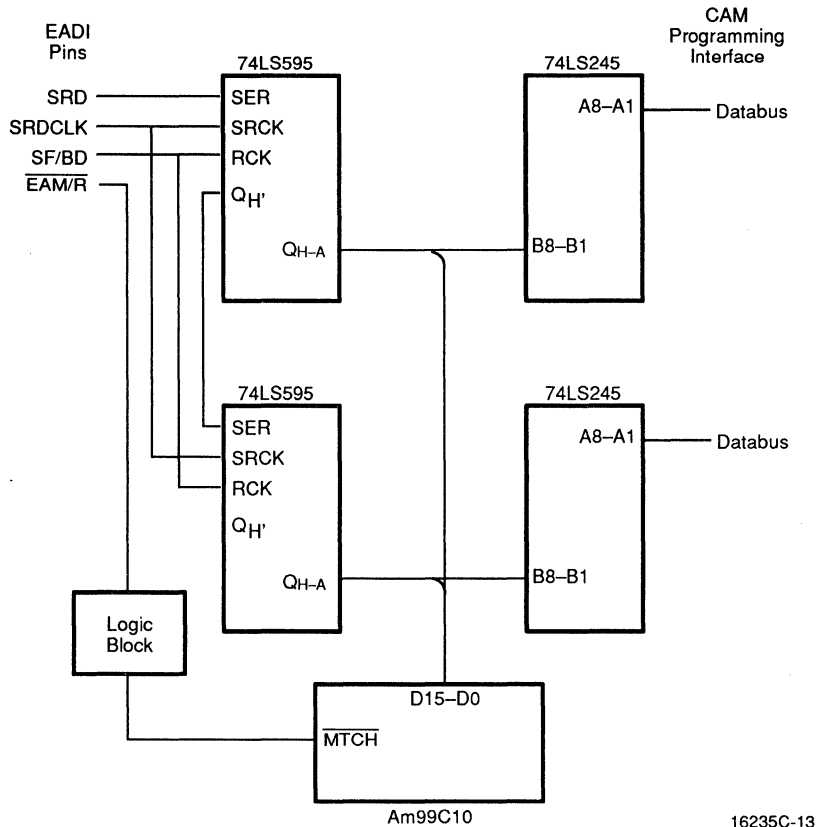 EADI
Pins
CAM
Programming
Interface
74LS595
74LS245
SRD
SER
A8–A1
Databus
SRDCLK
SRCK
SF/BD
RCK
EAM/R
QH'
QH–A
B8–B1
74LS595
74LS245
SER
A8–A1
Databus
SRCK
RCK
QH'
QH–A
B8–B1
Logic
Block
D15–D0
MTCH
Am99C10
16235C-13